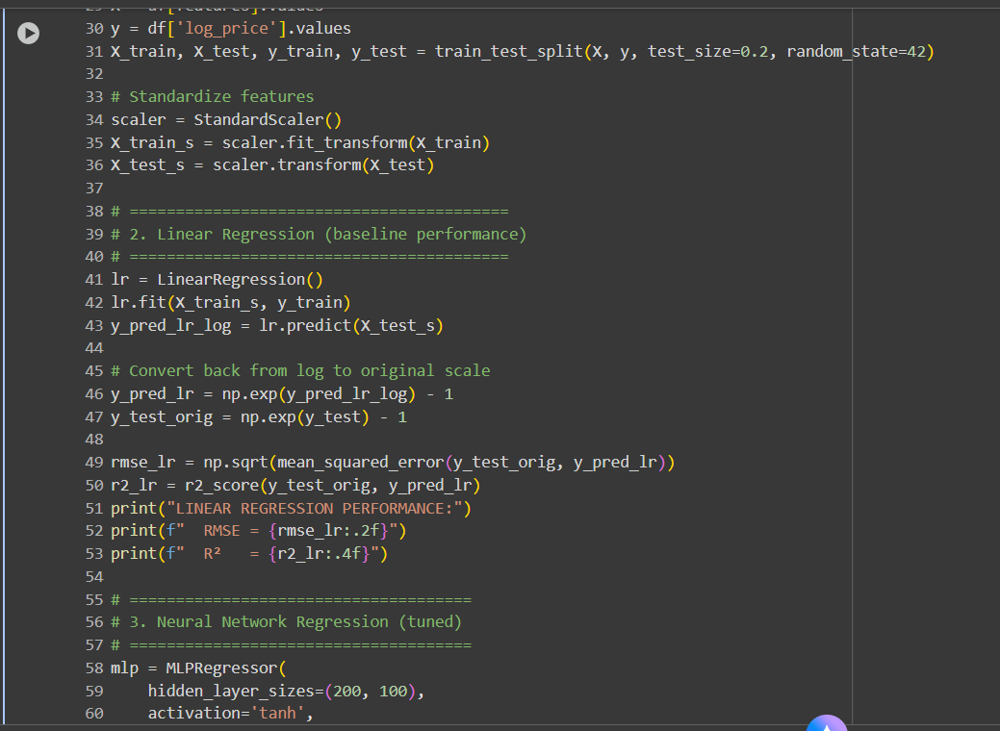 30 y = df['log_price'].values
31 X_train, X_test, y_train, y_test = train_test_split(X, y, test_size=0.2, random_state=42)
32
33 # Standardize features
34 scaler = StandardScaler()
35 X_train_s = scaler.fit_transform(X_train)
36 X_test_s = scaler.transform(X_test)
37
38 # =========================================
39 # 2. Linear Regression (baseline performance)
40 # =========================================
41 lr = LinearRegression()
42 lr.fit(X_train_s, y_train)
43 y_pred_lr_log = lr.predict(X_test_s)
44
45 # Convert back from log to original scale
46 y_pred_lr = np.exp(y_pred_lr_log) - 1
47 y_test_orig = np.exp(y_test) - 1
48
49 rmse_lr = np.sqrt(mean_squared_error(y_test_orig, y_pred_lr))
50 r2_lr = r2_score(y_test_orig, y_pred_lr)
51 print("LINEAR REGRESSION PERFORMANCE:")
52 print(f"  RMSE = {rmse_lr:.2f}")
53 print(f"  R²   = {r2_lr:.4f}")
54
55 # =====================================
56 # 3. Neural Network Regression (tuned)
57 # =====================================
58 mlp = MLPRegressor(
59     hidden_layer_sizes=(200, 100),
60     activation='tanh',